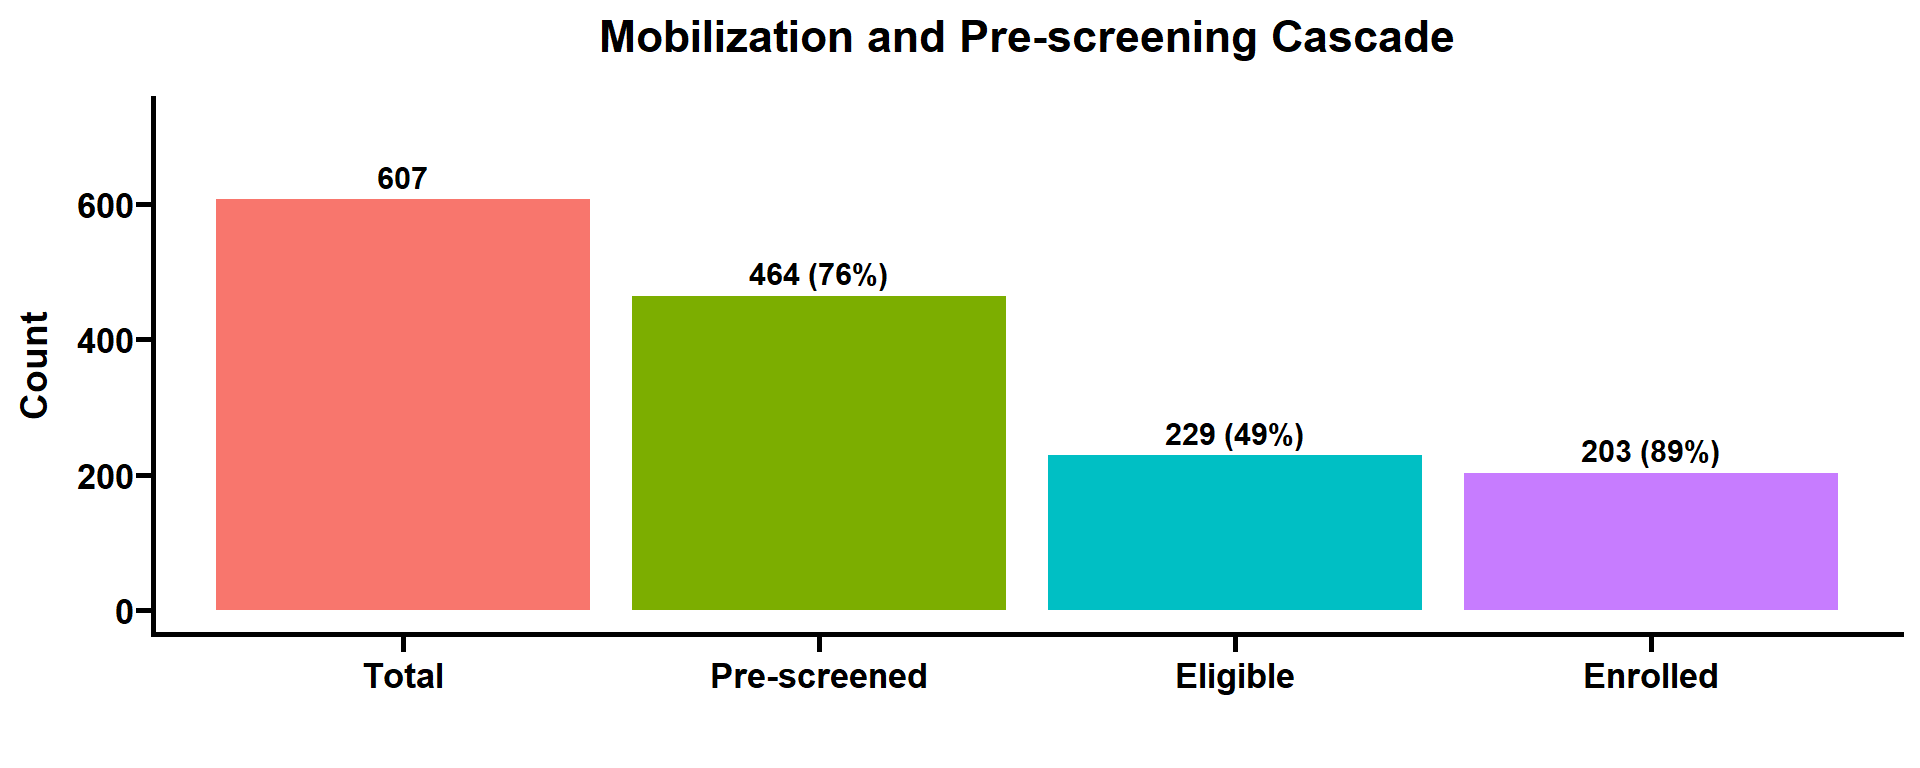 Mobilization and Pre-screening Cascade
Count
600
400
200
0
607
464 (76%)
229 (49%)
203 (89%)
Total
Pre-screened
Eligible
Enrolled